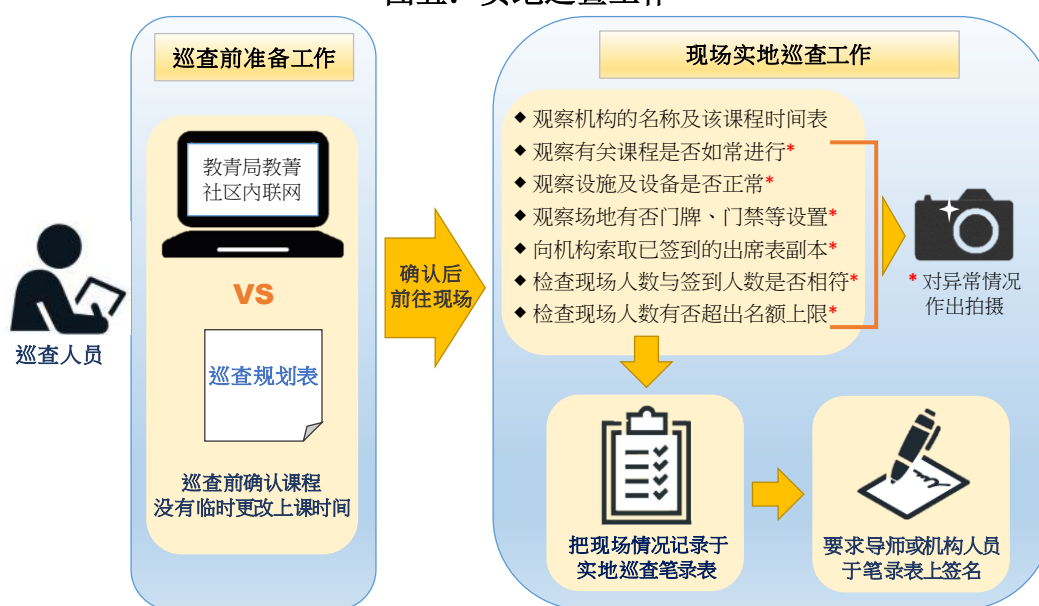 巡查前准备工作
教青局教菁
社区内联网
VS
巡查规划表
巡查前确认课程
没有临时更改上课时间
巡查人员
确认后
前往现场
现场实地巡查工作
◆ 观察机构的名称及该课程时间表
◆ 观察有关课程是否如常进行*
◆ 观察设施及设备是否正常*
◆ 观察场地有否门牌、门禁等设置*
◆ 向机构索取已签到的出席表副本*
◆ 检查现场人数与签到人数是否相符*
◆ 检查现场人数有否超出名额上限*
* 对异常情况
作出拍摄
把现场情况记录于
实地巡查笔录表
要求导师或机构人员
于笔录表上签名